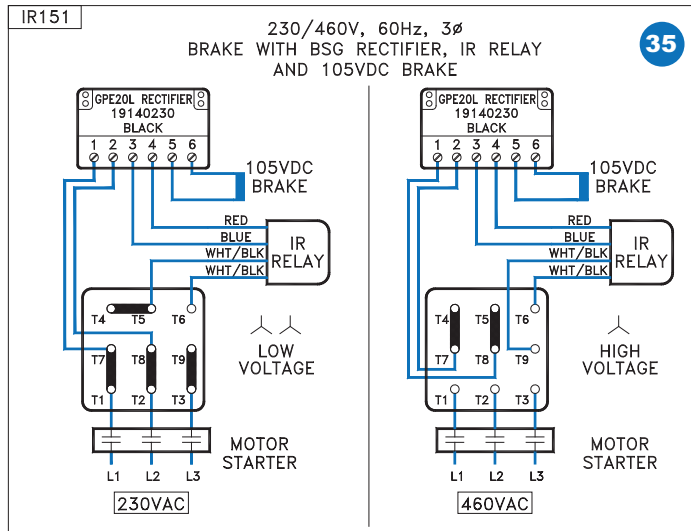 IR151
230/460V, 60Hz, 3ø
BRAKE WITH BSG RECTIFIER, IR RELAY
AND 105VDC BRAKE
35
GPE20L RECTIFIER
19140230
BLACK
1 2 3 4 5 6
105VDC
BRAKE
RED
BLUE
WHT/BLK
WHT/BLK
IR
RELAY
T4 T5 T6
T7 T8 T9
T1 T2 T3
LOW
VOLTAGE
MOTOR
STARTER
L1 L2 L3
230VAC
GPE20L RECTIFIER
19140230
BLACK
1 2 3 4 5 6
105VDC
BRAKE
RED
BLUE
WHT/BLK
WHT/BLK
IR
RELAY
T4 T5 T6
T7 T8 T9
T1 T2 T3
HIGH
VOLTAGE
MOTOR
STARTER
L1 L2 L3
460VAC